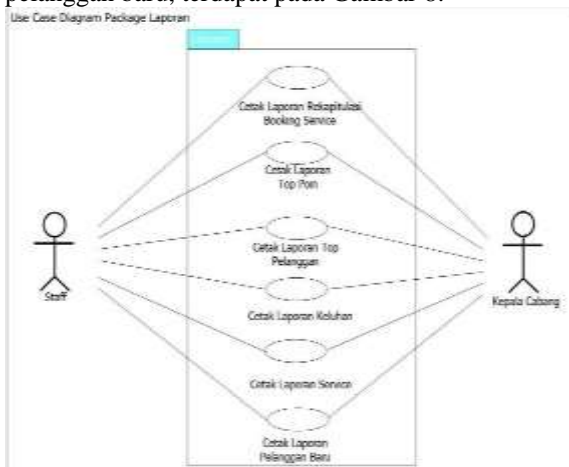 pelanggan baru, terdapat pada Gambar 6.
Use Case Diagram Package Laporan
Cetak Laporan Rekapitulasi
Booking Service
Cetak Laporan
Top Poin
Cetak Laporan Top
Pelanggan
Staff
Kepala Cabang
Cetak Laporan Keluhan
Cetak Laporan Service
Cetak Laporan
Pelanggan Baru